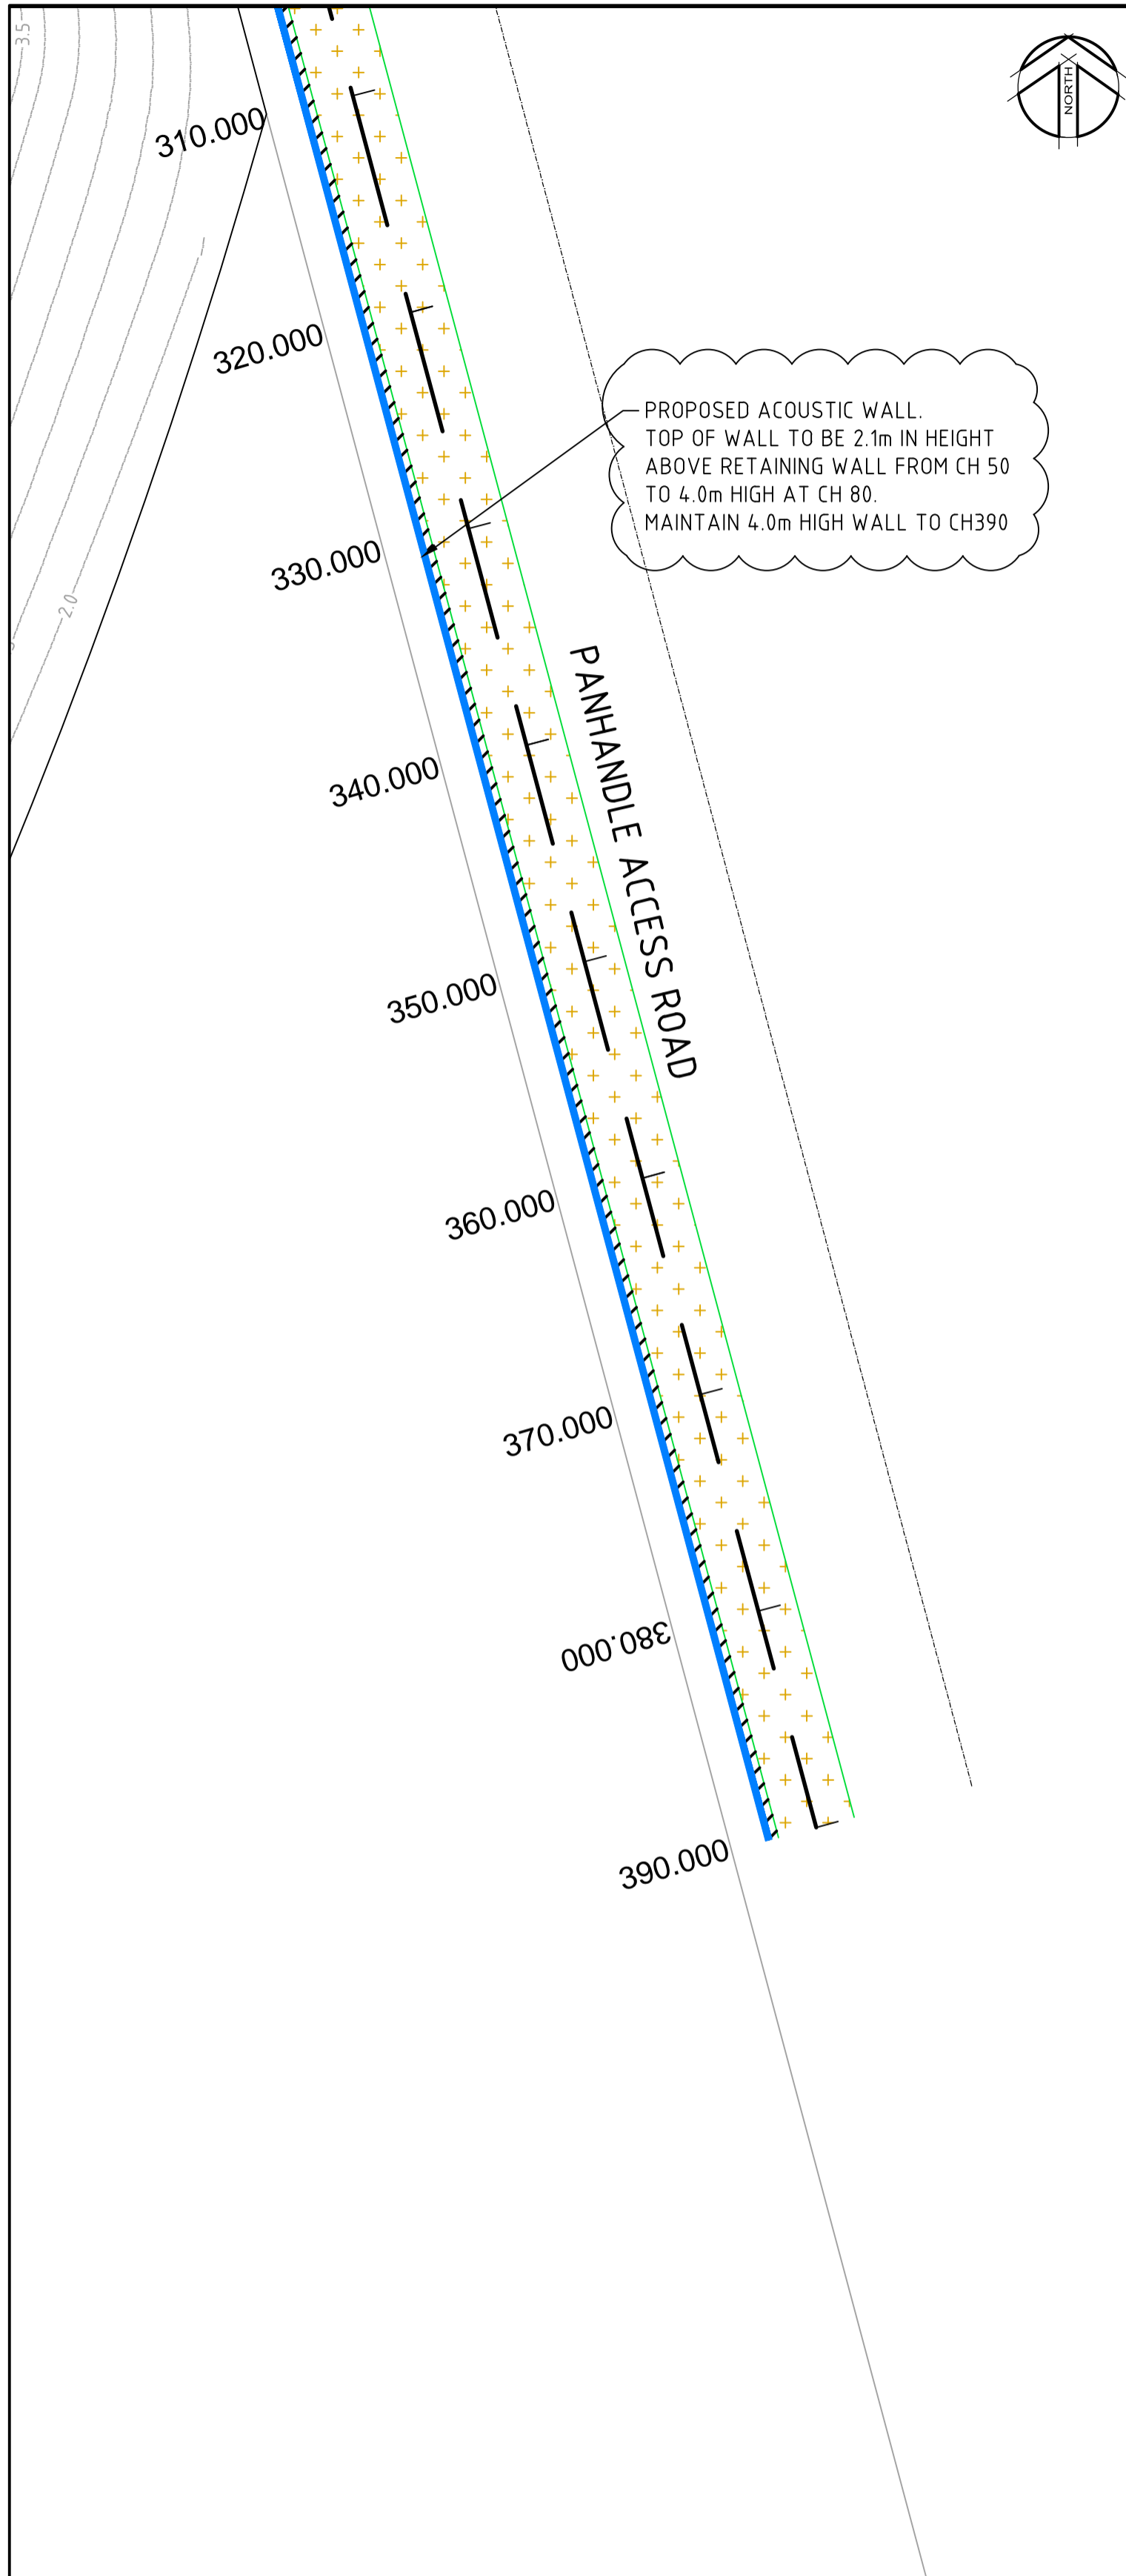 3.5
NORTH
310.000
320.000
PROPOSED ACOUSTIC WALL.
TOP OF WALL TO BE 2.1m IN HEIGHT
ABOVE RETAINING WALL FROM CH 50
TO 4.0m HIGH AT CH 80.
MAINTAIN 4.0m HIGH WALL TO CH390
330.000
2.0
PANHANDLE ACCESS ROAD
340.000
350.000
360.000
370.000
380.000
390.000